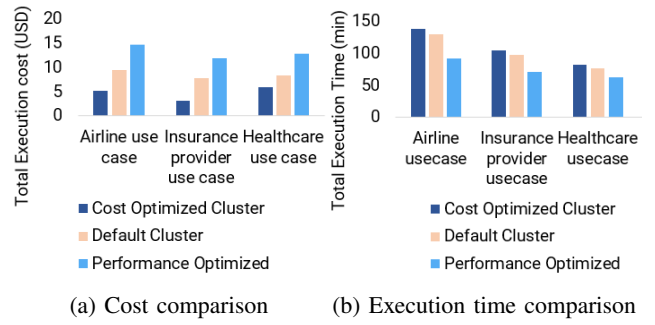 Total Execution cost (USD)
20
15
10
5
0
Airline use
case
Insurance
provider
use case
Healthcare
use case
Cost Optimized Cluster
Default Cluster
Performance Optimized
(a) Cost comparison
Total Execution Time (min)
150
100
50
0
Airline
usecase
Insurance
provider
usecase
Healthcare
usecase
Cost Optimized Cluster
Default Cluster
Performance Optimized
(b) Execution time comparison